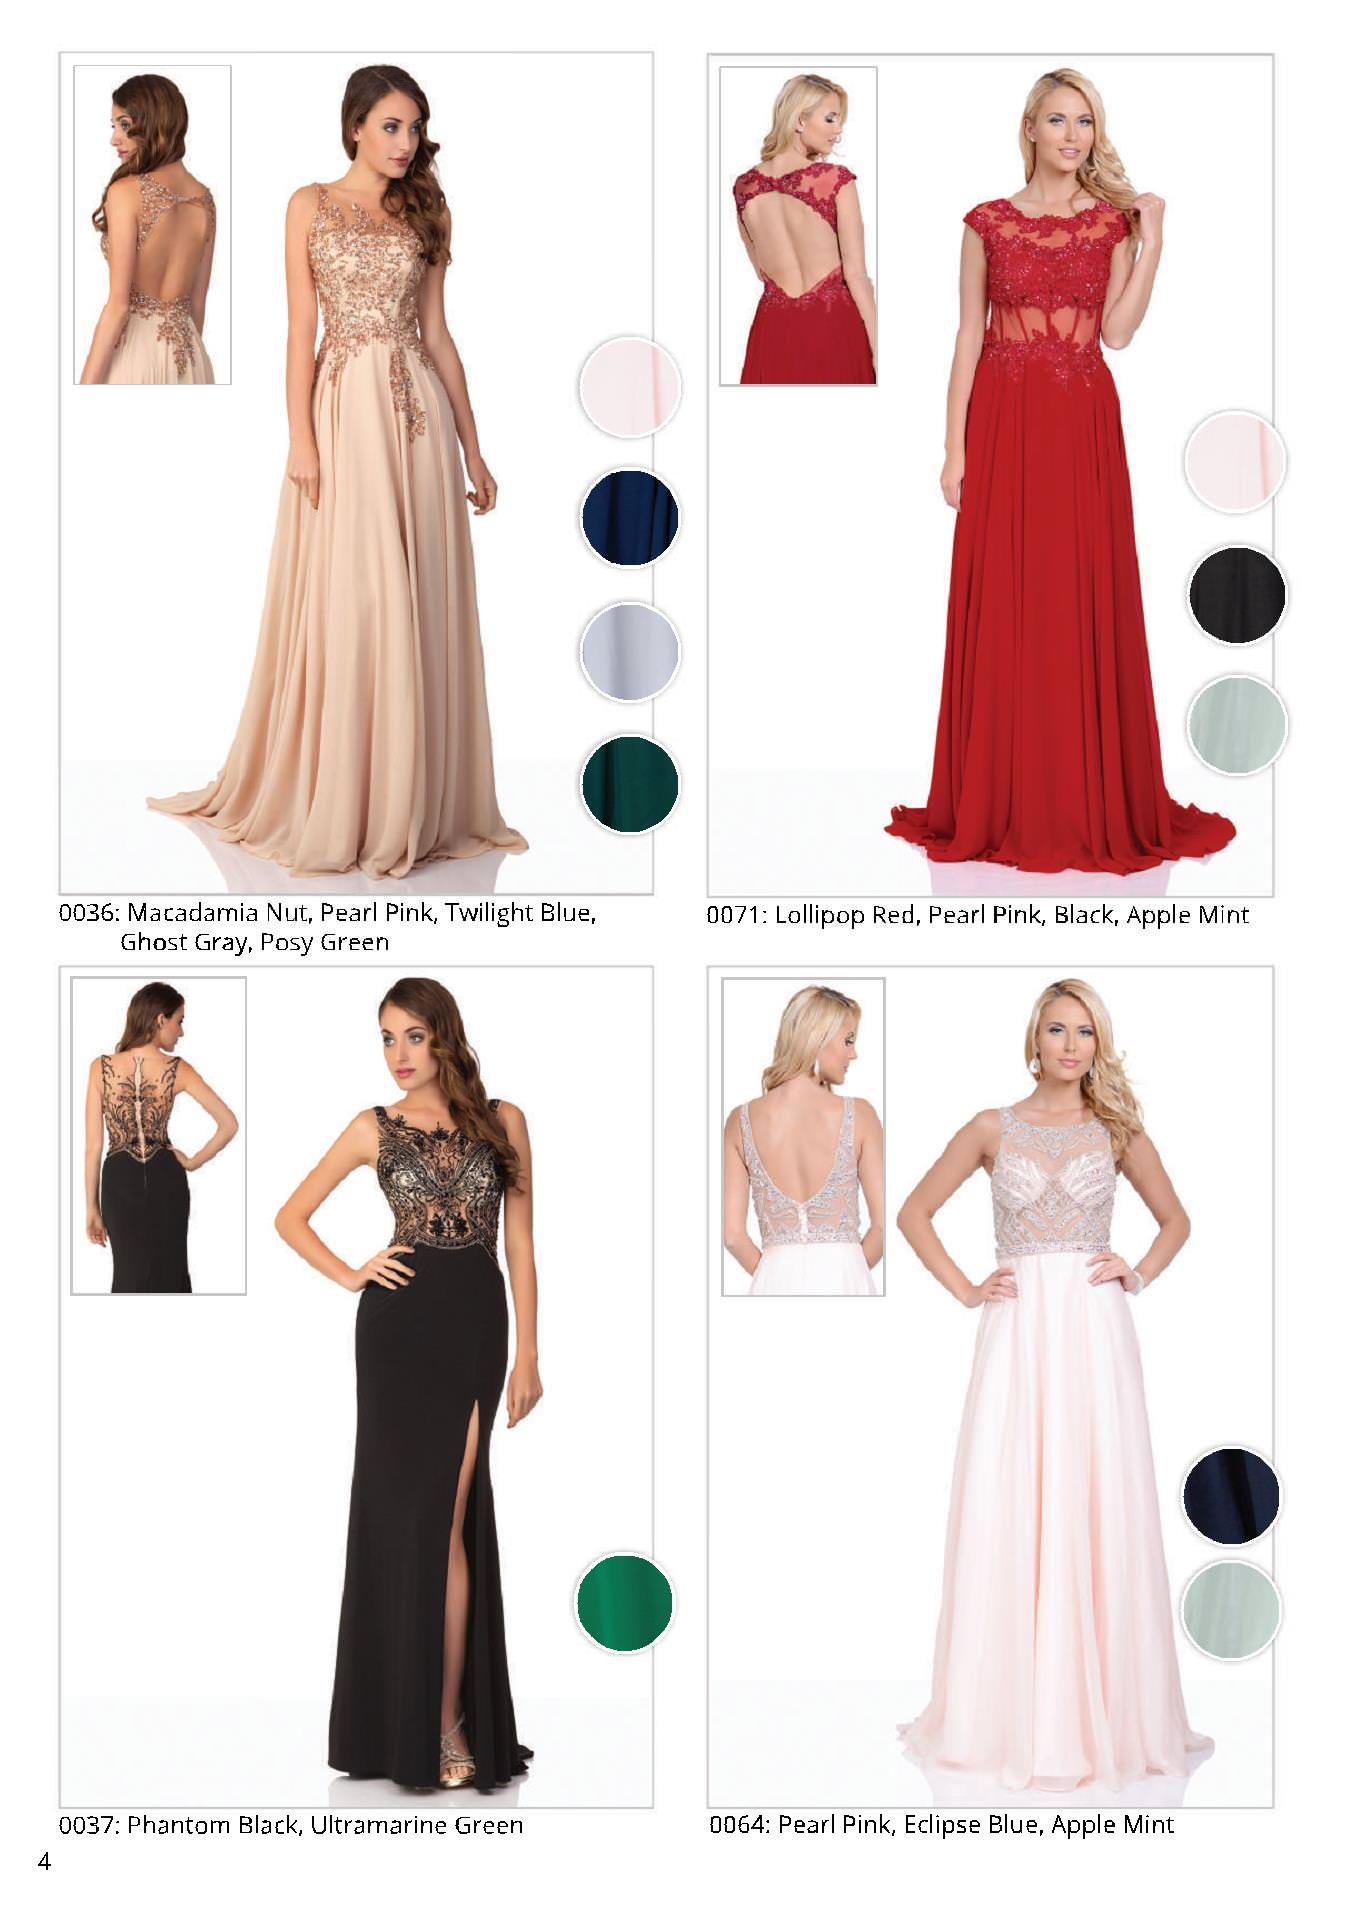 0036: Macadamia Nut, Pearl Pink, Twilight Blue,
Ghost Gray, Posy Green
0071: Lollipop Red, Pearl Pink, Black, Apple Mint
0037: Phantom Black, Ultramarine Green
0064: Pearl Pink, Eclipse Blue, Apple Mint
4